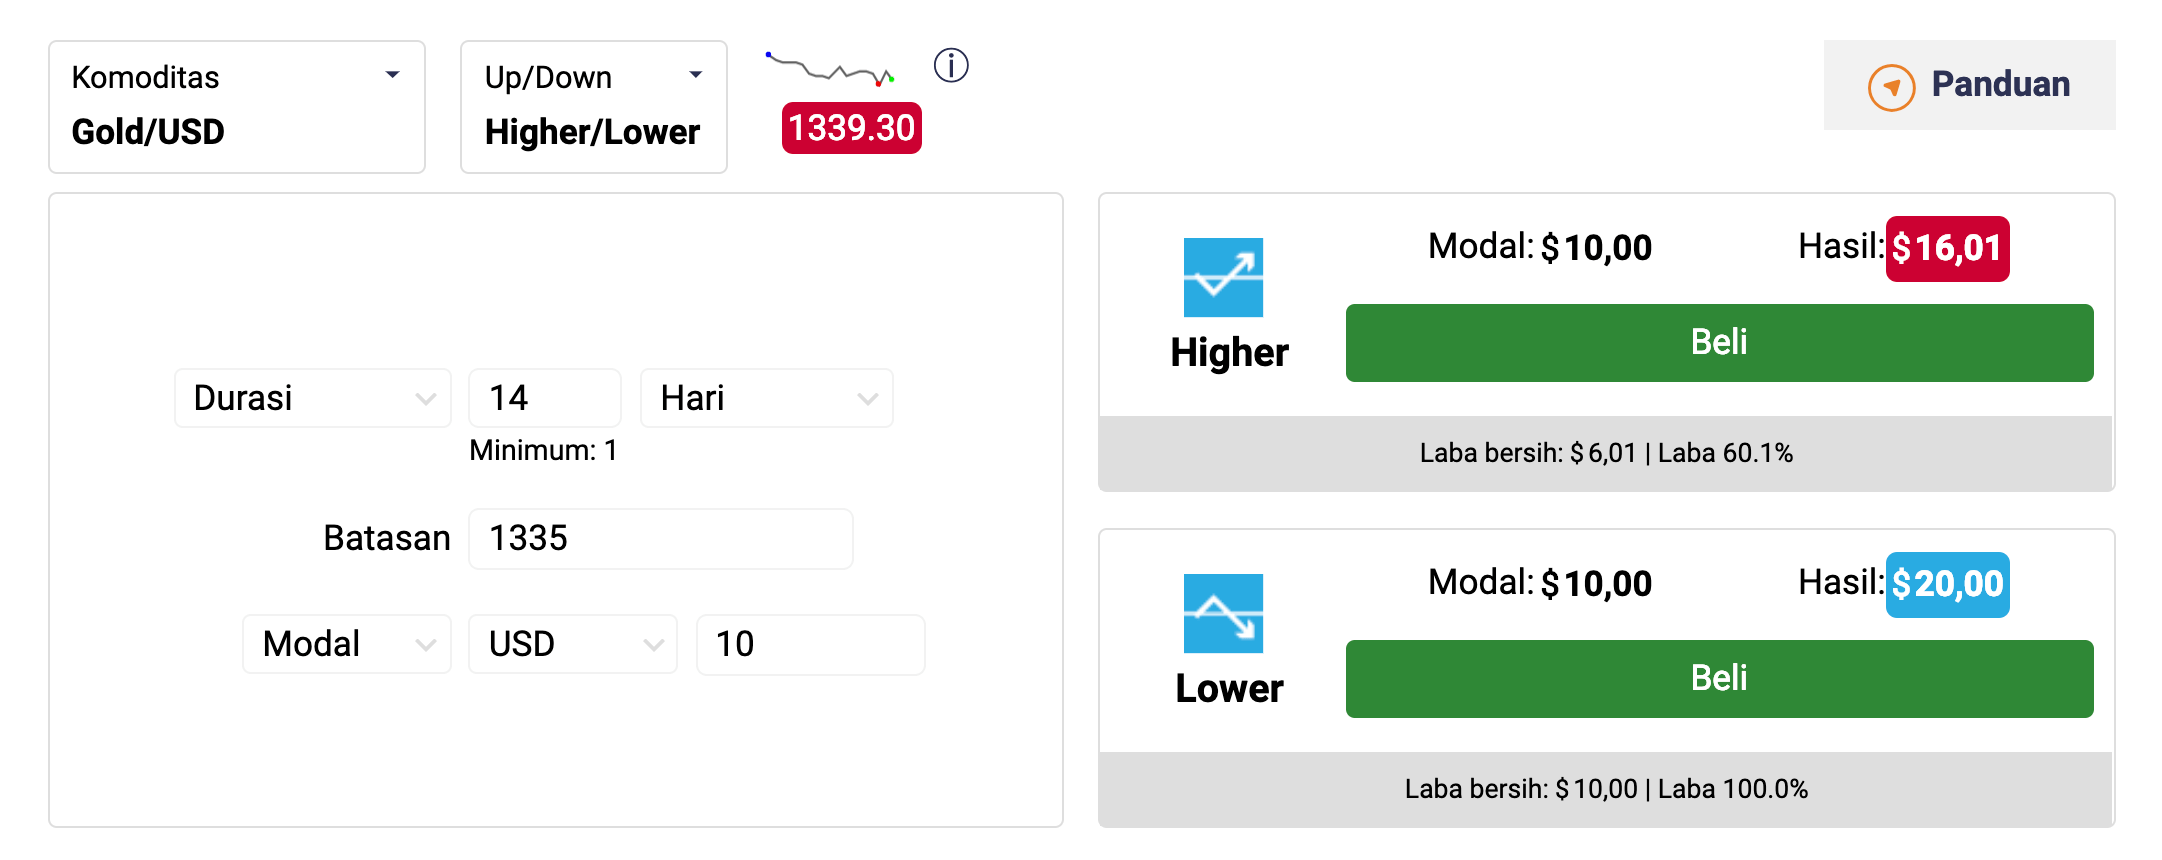 Komoditas
Gold/USD
Up/Down
Higher/Lower
1339.30
Panduan
Durasi 14 Hari
Minimum: 1
Batasan 1335
Modal USD 10
Modal: $10,00 Hasil: $16,01
Higher
Beli
Laba bersih: $6,01 | Laba 60.1%
Modal: $10,00 Hasil: $20,00
Lower
Beli
Laba bersih: $10,00 | Laba 100.0%